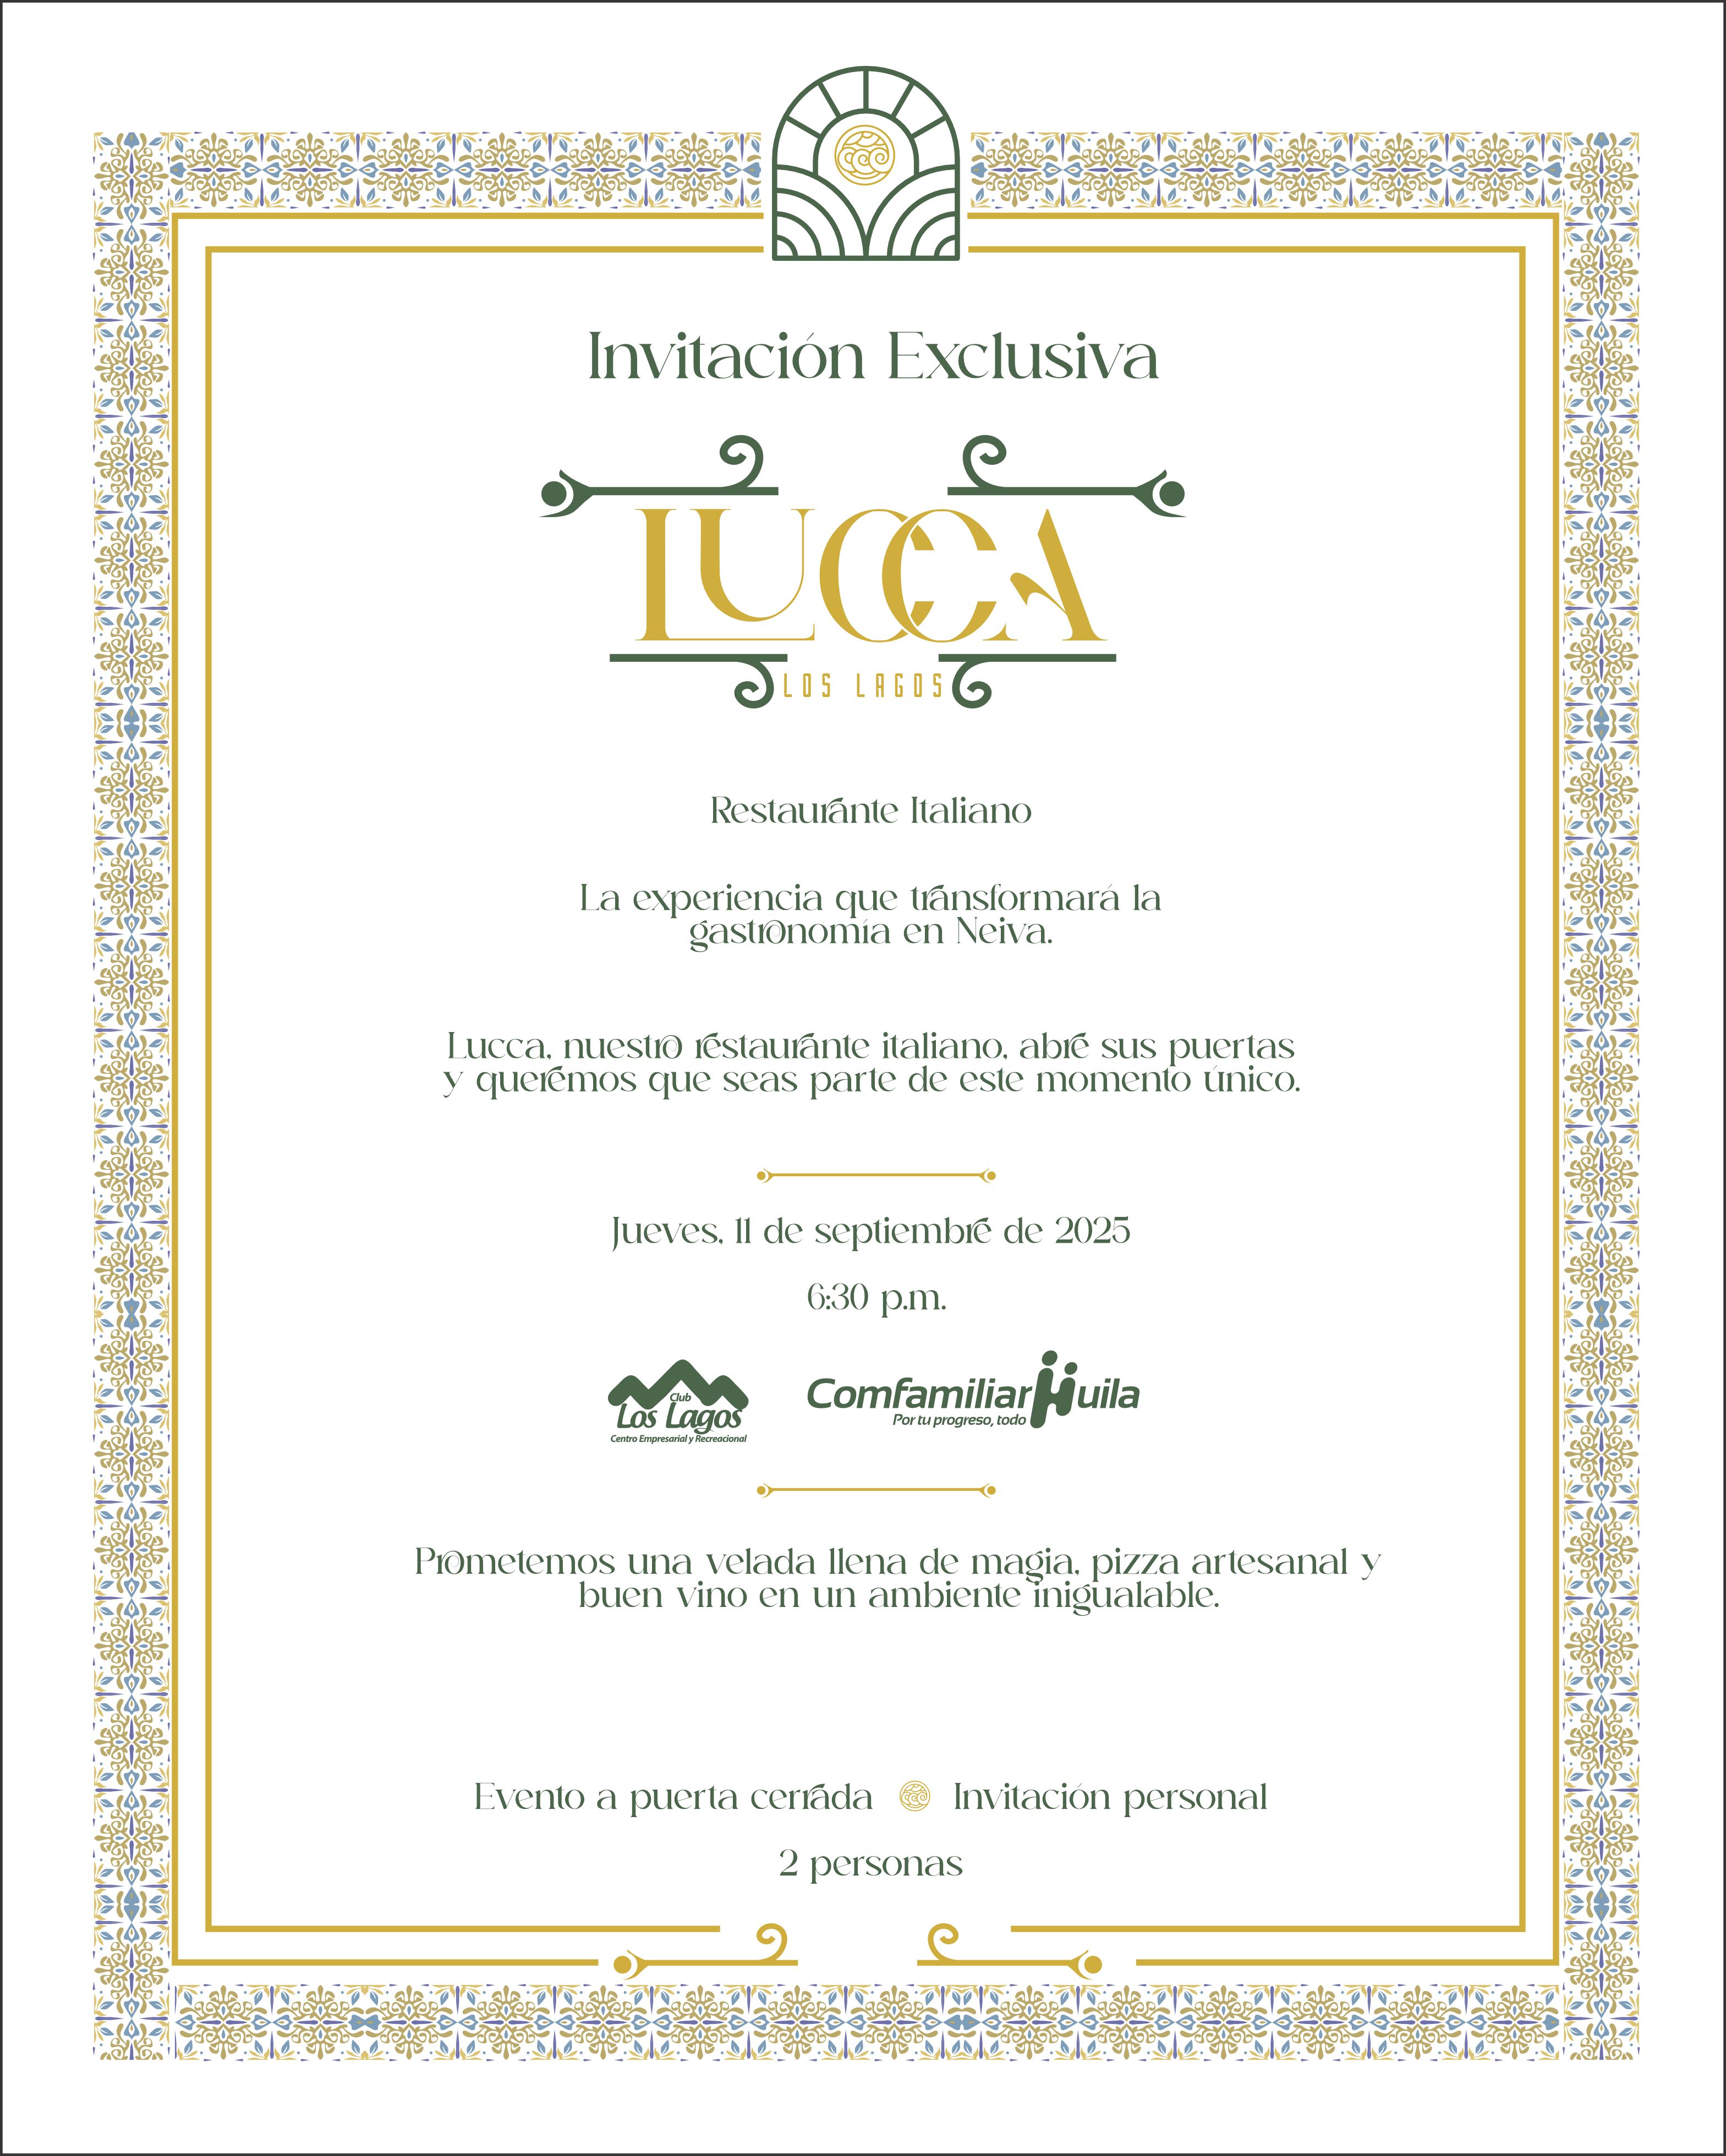 Invitación Exclusiva
LUCCA
LOS LAGOS
Restaurante Italiano
La experiencia que transformará la
gastronomía en Neiva.
Lucca, nuestro restaurante italiano, abre sus puertas
y queremos que seas parte de este momento único.
Jueves, 11 de septiembre de 2025
6:30 p.m.
Club
Los Lagos
Centro Empresarial y Recreacional
ComfamiliarHuila
Por tu progreso, todo
Prometemos una velada llena de magia, pizza artesanal y
buen vino en un ambiente inigualable.
Evento a puerta cerrada Invitación personal
2 personas